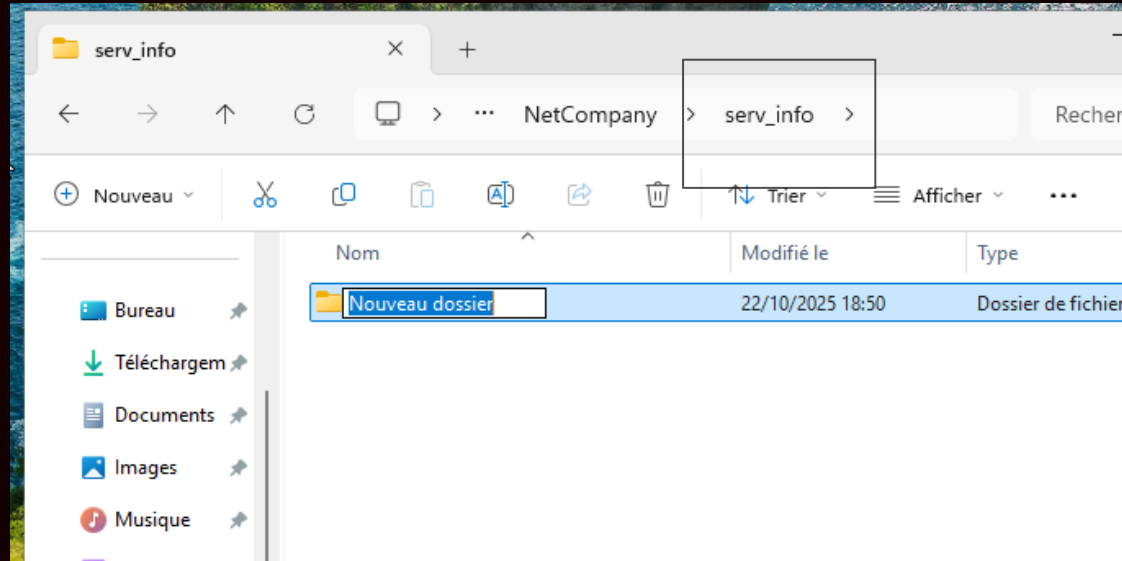 serv_info
NetCompany > serv_info > Recher
Nouveau Trier Afficher
Nom Modifié le Type
Nouveau dossier 22/10/2025 18:50 Dossier de fichier
Bureau
Téléchargem
Documents
Images
Musique